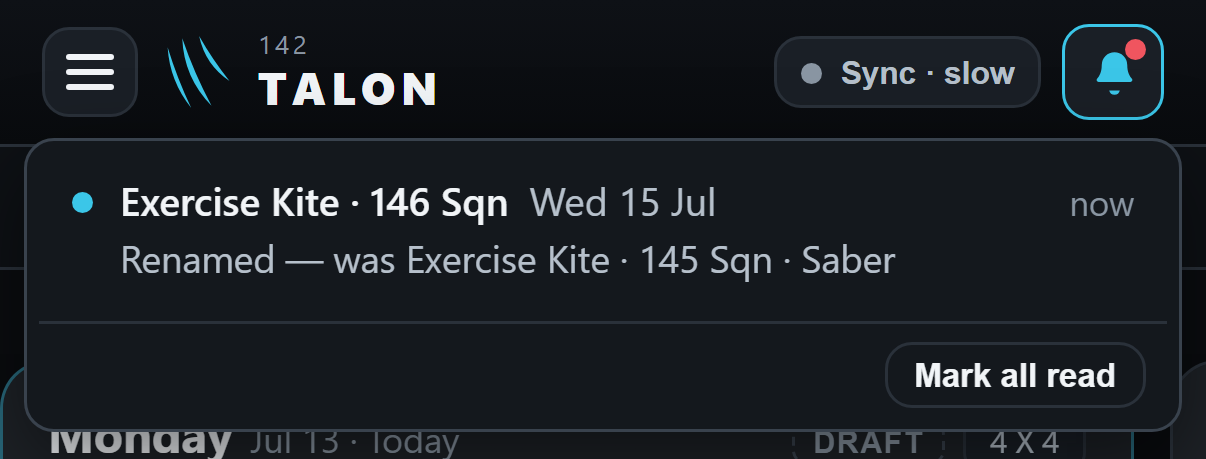 142
TALON
Sync · slow
Exercise Kite · 146 Sqn Wed 15 Jul now
Renamed — was Exercise Kite · 145 Sqn · Saber
Mark all read
Monday Jul 13 · Today DRAFT 4 X 4